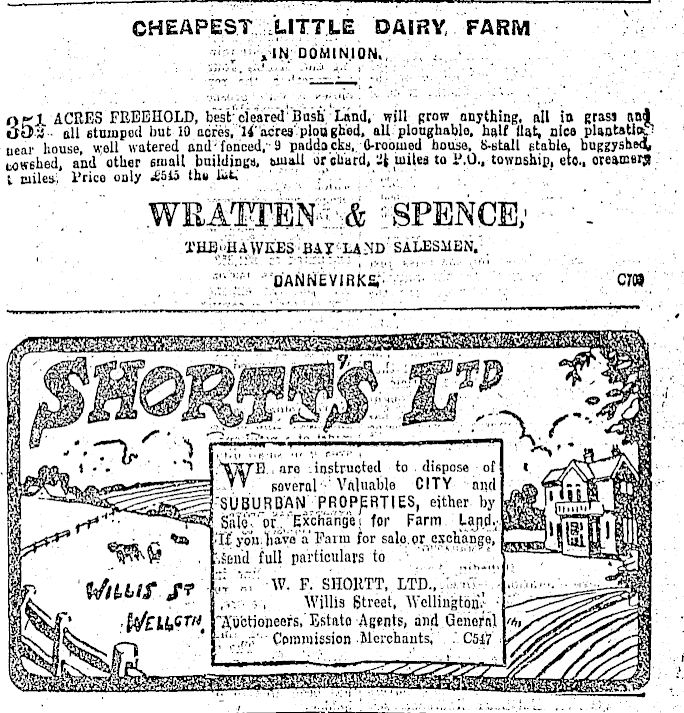 CHEAPEST LITTLE DAIRY FARM
IN DOMINION.
35½ ACRES FREEHOLD, best cleared Bush Land, will grow anything, all in grass and
all stumped but 10 acres, 14 acres ploughed, all ploughable, half flat, nice plantation
near house, well watered and fenced, 9 paddocks, 6-roomed house, 8-stall stable, buggyshed,
cowshed, and other small buildings, small orchard, 2½ miles to P.O., township, etc., creamery
miles. Price only £545 the lot.
WRATTEN & SPENCE,
THE HAWKES BAY LAND SALESMEN,
DANNEVIRKE.
C709
SHORTT'S LTD
WE are instructed to dispose of
several Valuable CITY and
SUBURBAN PROPERTIES, either by
Sale or Exchange for Farm Land.
If you have a Farm for sale or exchange,
send full particulars to
W. F. SHORTT, LTD.,
Willis Street, Wellington.
Auctioneers, Estate Agents, and General
Commission Merchants. C547
WILLIS ST
WELLGTN.